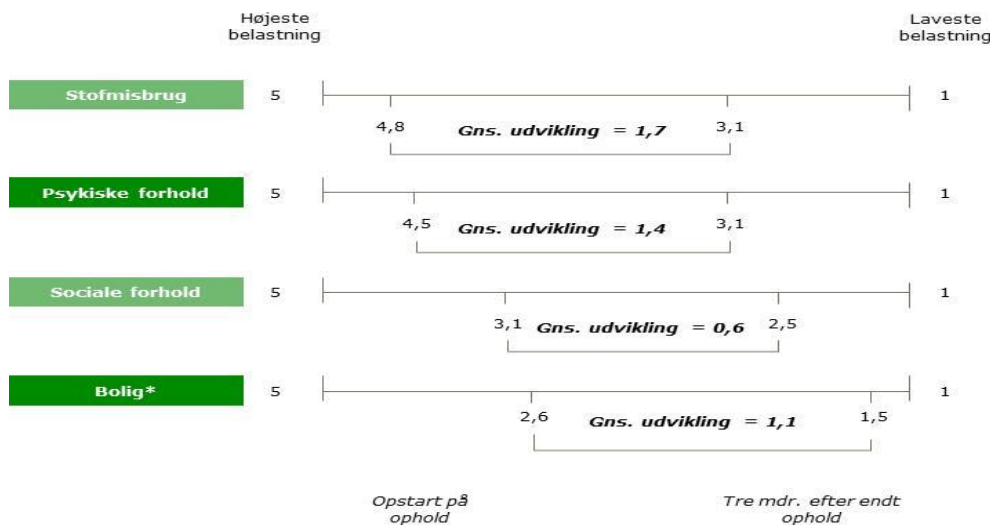 Højeste
belastning
Laveste
belastning
Stofmisbrug
5
1
4,8
Gns. udvikling = 1,7
3,1
Psykiske forhold
5
1
4,5
Gns. udvikling = 1,4
3,1
Sociale forhold
5
1
3,1
Gns. udvikling = 0,6
2,5
Bolig*
5
1
2,6
Gns. udvikling = 1,1
1,5
Opstart på
ophold
Tre mdr. efter endt
ophold